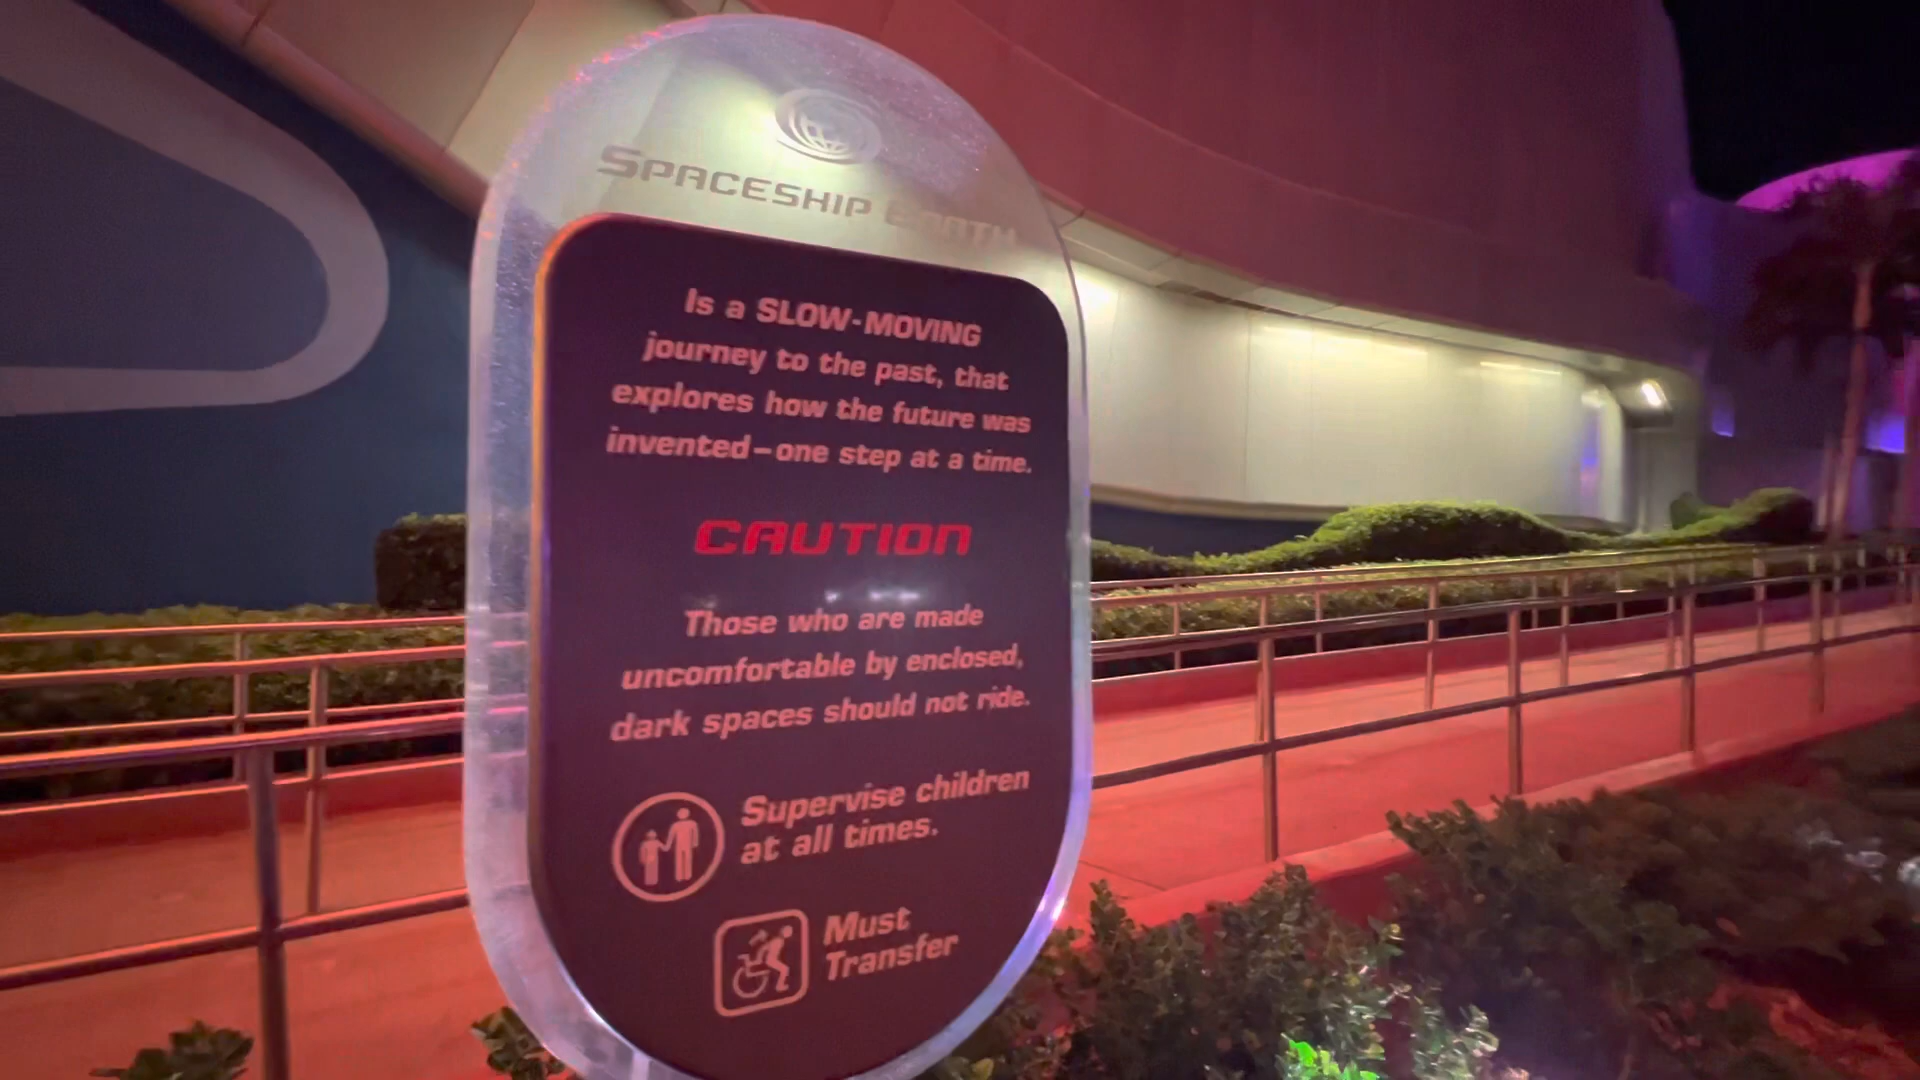 SPACESHIP EARTH
Is a SLOW-MOVING
journey to the past, that
explores how the future was
invented—one step at a time.
CAUTION
Those who are made
uncomfortable by enclosed,
dark spaces should not ride.
Supervise children
at all times.
Must
Transfer